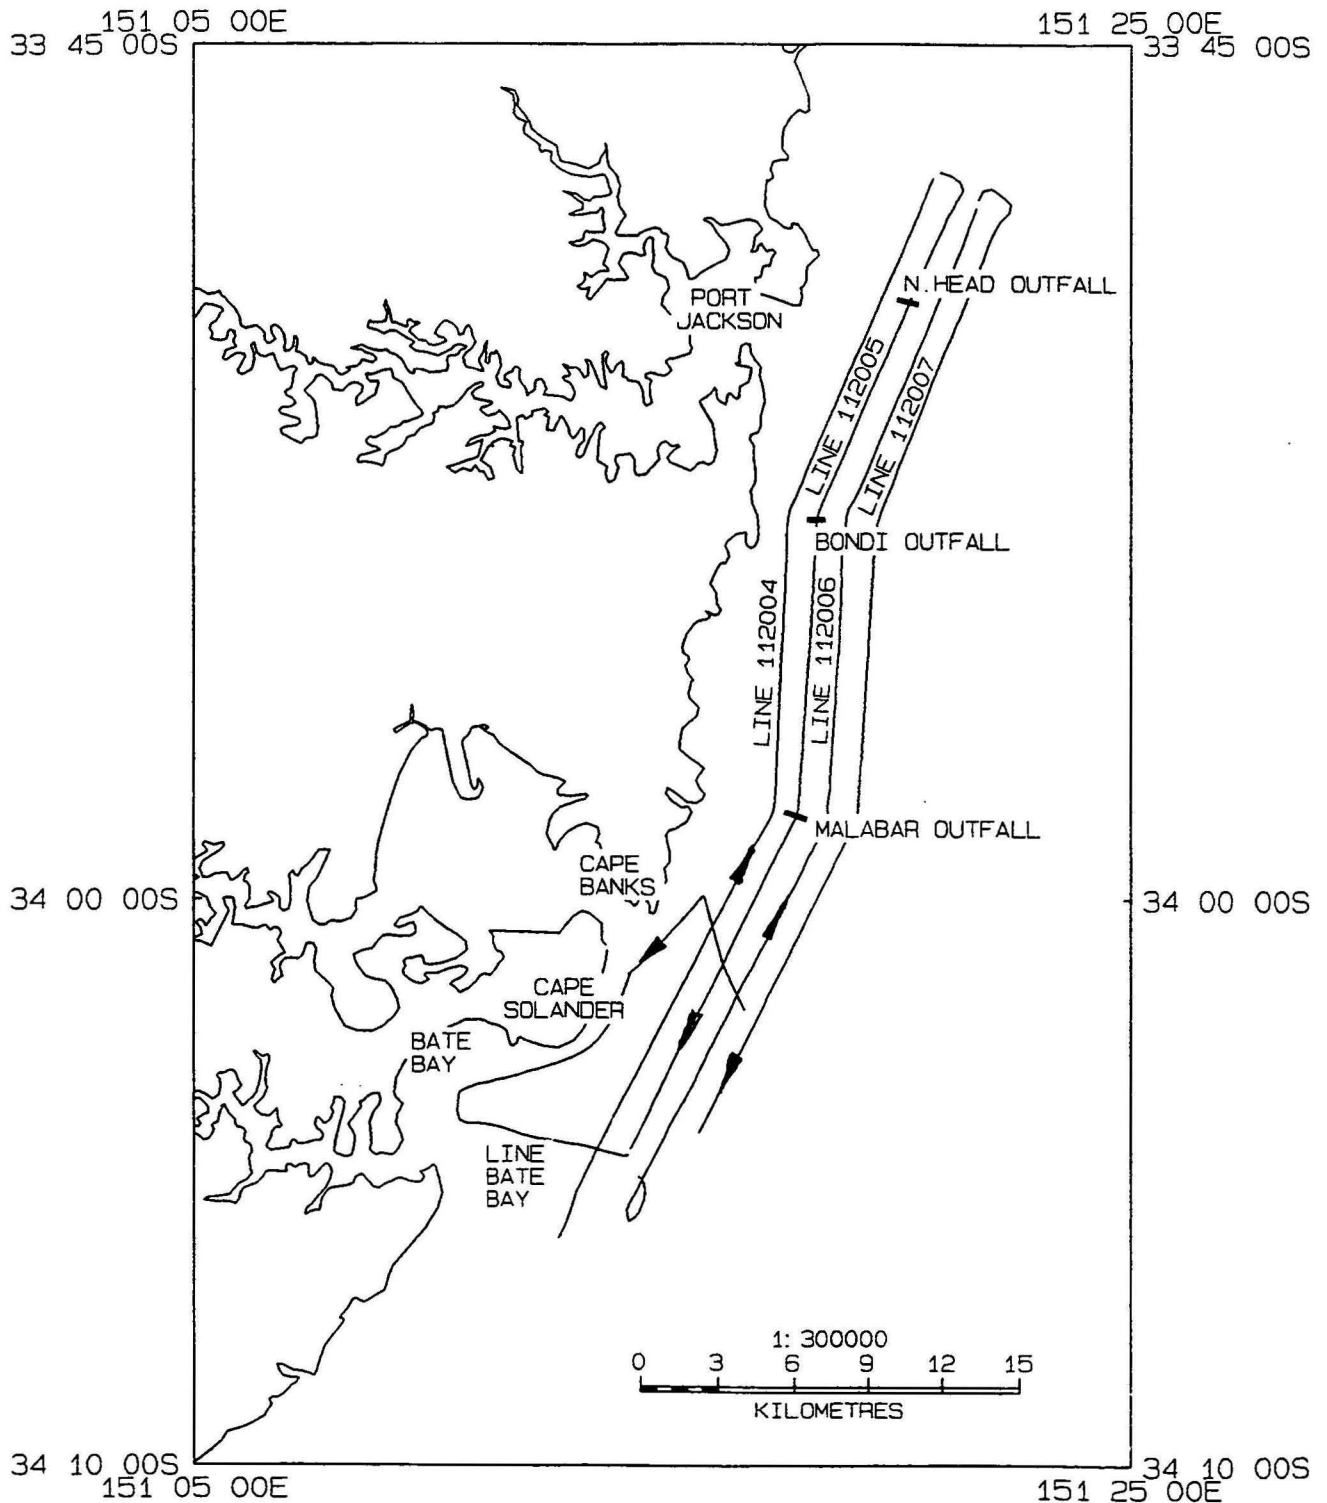 151 05 00E
151 25 00E
33 45 00S
33 45 00S
N.HEAD OUTFALL
PORT
JACKSON
LINE 112005
LINE 112007
BONDI OUTFALL
LINE 112004
LINE 112006
MALABAR OUTFALL
CAPE
BANKS
34 00 00S
34 00 00S
CAPE
SOLANDER
BATE
BAY
LINE
BATE
BAY
1: 300000
0 3 6 9 12 15
KILOMETRES
34 10 00S
34 10 00S
151 05 00E
151 25 00E